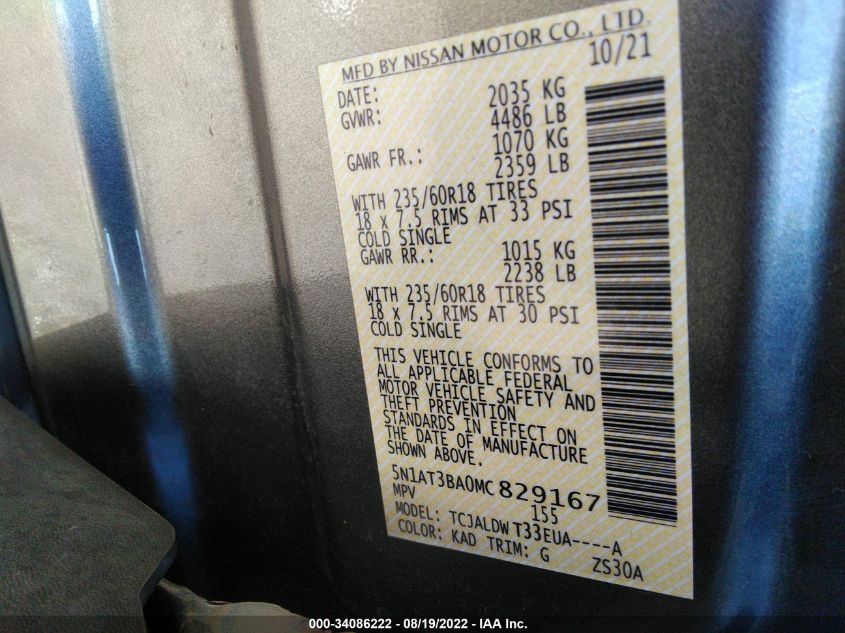 MFD BY NISSAN MOTOR CO., LTD.
DATE: 10/21
GVWR: 2035 KG
4486 LB
GAWR FR.: 1070 KG
2359 LB
WITH 235/60R18 TIRES
18 x 7.5 RIMS AT 33 PSI
COLD SINGLE
GAWR RR.: 1015 KG
2238 LB
WITH 235/60R18 TIRES
18 x 7.5 RIMS AT 30 PSI
COLD SINGLE
THIS VEHICLE CONFORMS TO
ALL APPLICABLE FEDERAL
MOTOR VEHICLE SAFETY AND
THEFT PREVENTION
STANDARDS IN EFFECT ON
THE DATE OF MANUFACTURE
SHOWN ABOVE.
5N1AT3BA0MC 829167
MPV 155
MODEL: TCJALDW T33EUA----A
COLOR: KAD TRIM: G ZS30A
000-34086222 - 08/19/2022 - IAA Inc.